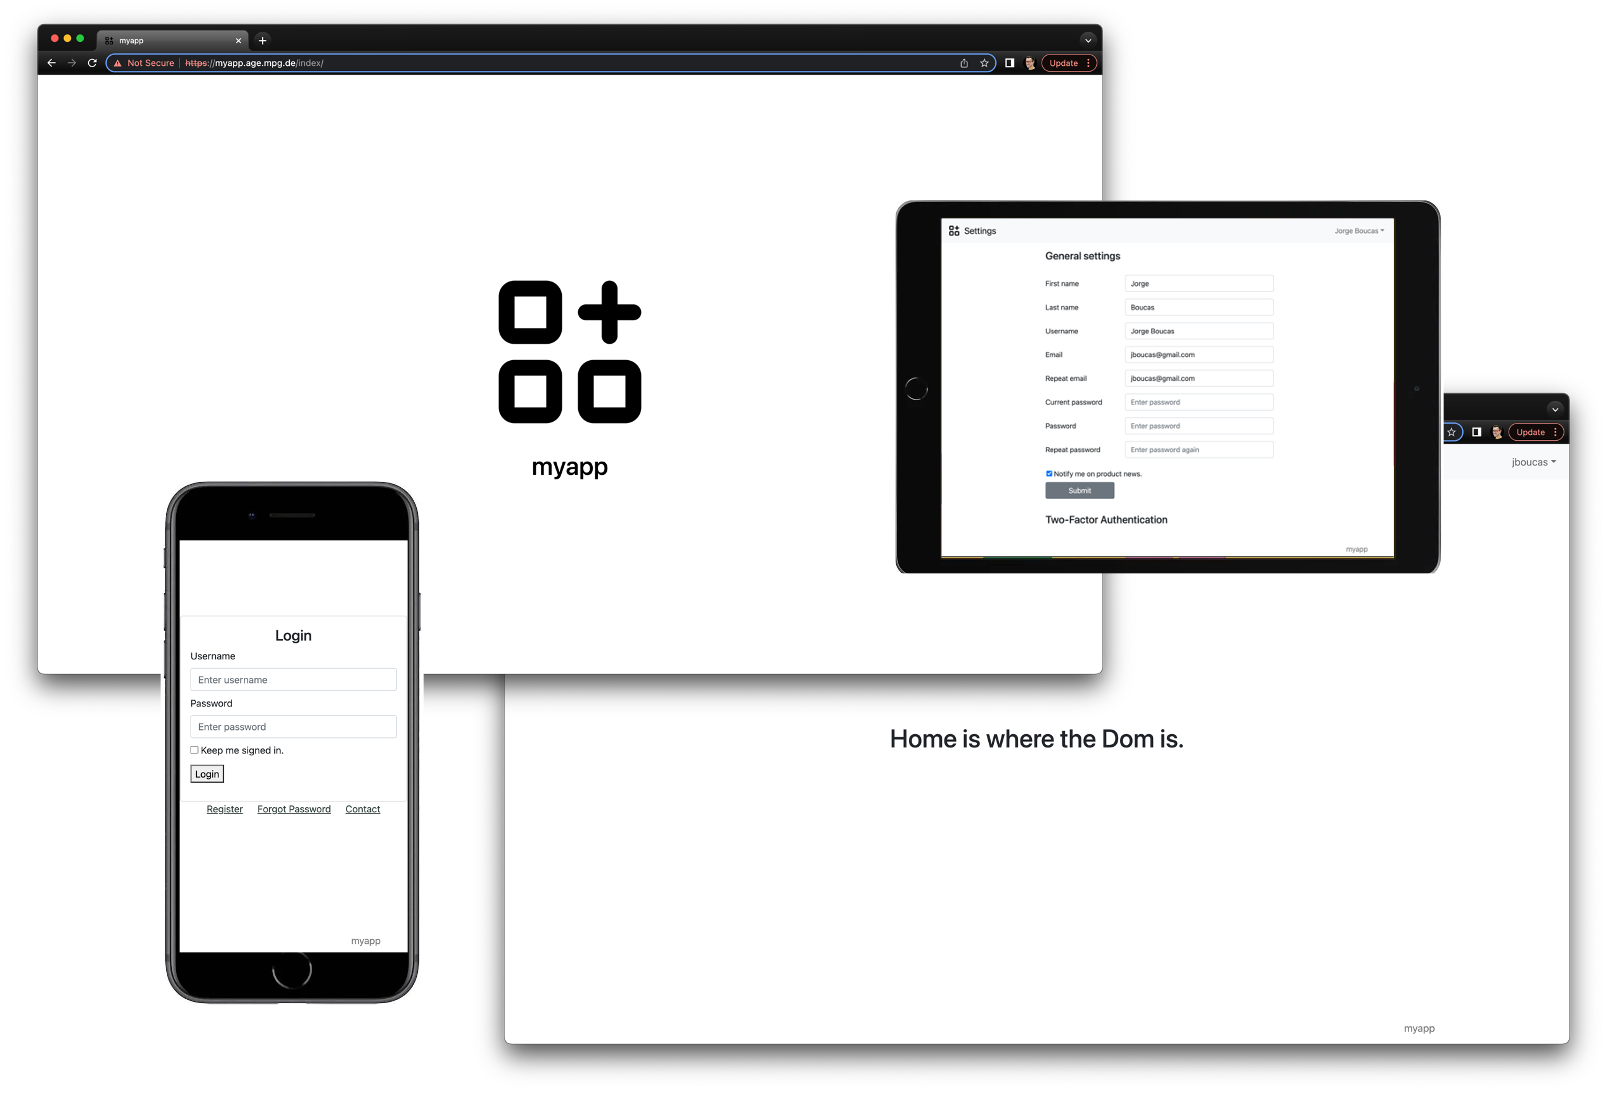 myapp
Not Secure https://myapp.age.mpg.de/index/
Update
myapp
Settings
Jorge Boucas
General settings
First name
Jorge
Last name
Boucas
Username
Jorge Boucas
Email
jboucas@gmail.com
Repeat email
jboucas@gmail.com
Current password
Enter password
Password
Enter password
Repeat password
Enter password again
Notify me on product news.
Submit
Two-Factor Authentication
myapp
Update
jboucas
Home is where the Dom is.
myapp
Login
Username
Enter username
Password
Enter password
Keep me signed in.
Login
Register Forgot Password Contact
myapp